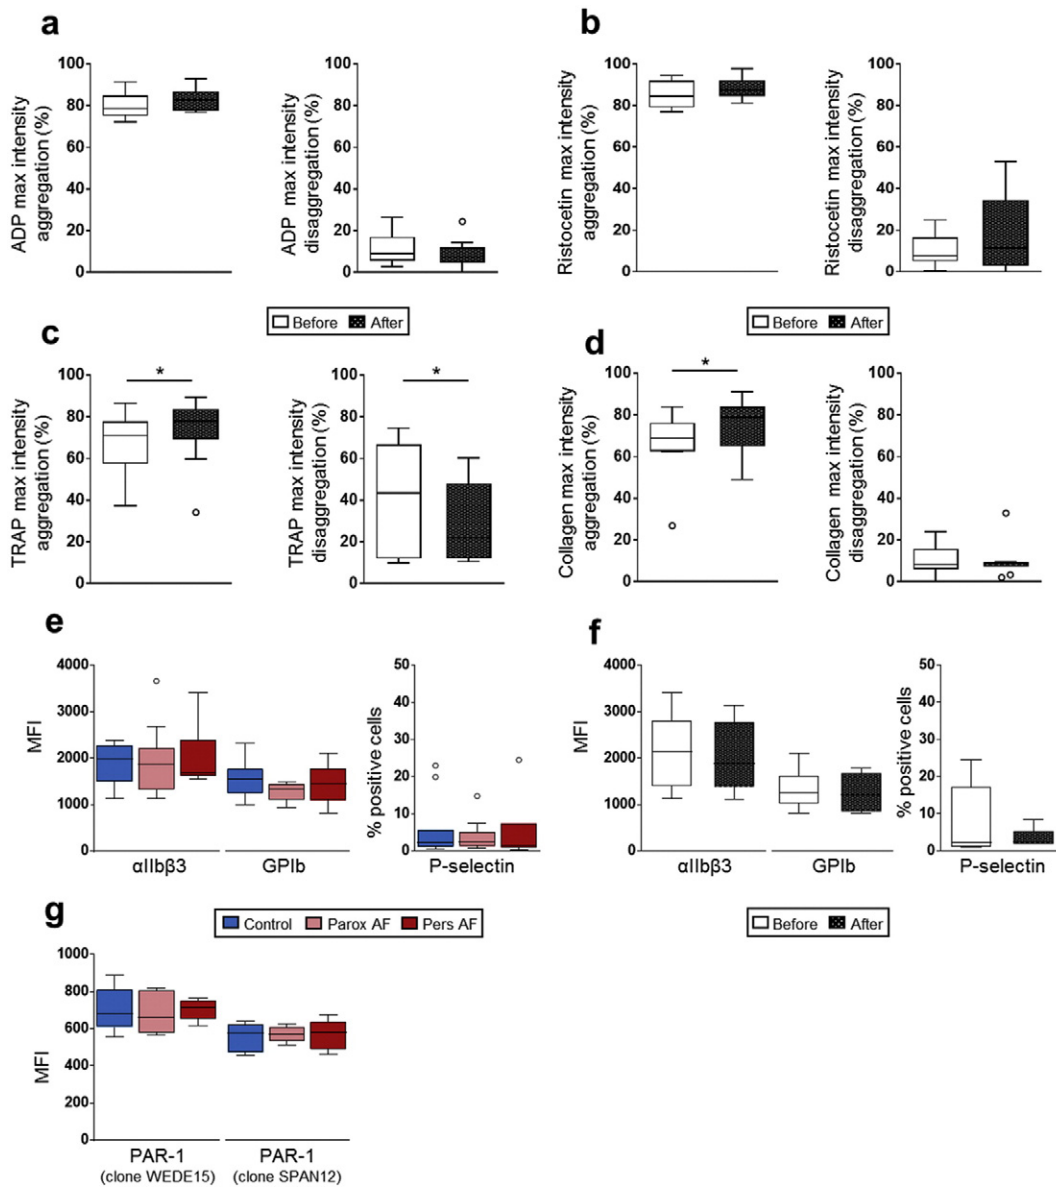 a
ADP max intensity
aggregation (%)
100
80
60
40
20
0
ADP max intensity
disaggregation (%)
100
80
60
40
20
0
b
Ristocetin max intensity
aggregation (%)
100
80
60
40
20
0
Ristocetin max intensity
disaggregation (%)
100
80
60
40
20
0
Before After
Before After
c
TRAP max intensity
aggregation (%)
100
80
60
40
20
0
*
TRAP max intensity
disaggregation (%)
100
80
60
40
20
0
*
d
Collagen max intensity
aggregation (%)
100
80
60
40
20
0
*
Collagen max intensity
disaggregation (%)
100
80
60
40
20
0
e
MFI
4000
3000
2000
1000
0
αIIbβ3 GPIb
% positive cells
50
40
30
20
10
0
P-selectin
f
MFI
4000
3000
2000
1000
0
αIIbβ3 GPIb
% positive cells
50
40
30
20
10
0
P-selectin
Control Parox AF Pers AF
Before After
g
MFI
1000
800
600
400
200
0
PAR-1 PAR-1
(clone WEDE15) (clone SPAN12)